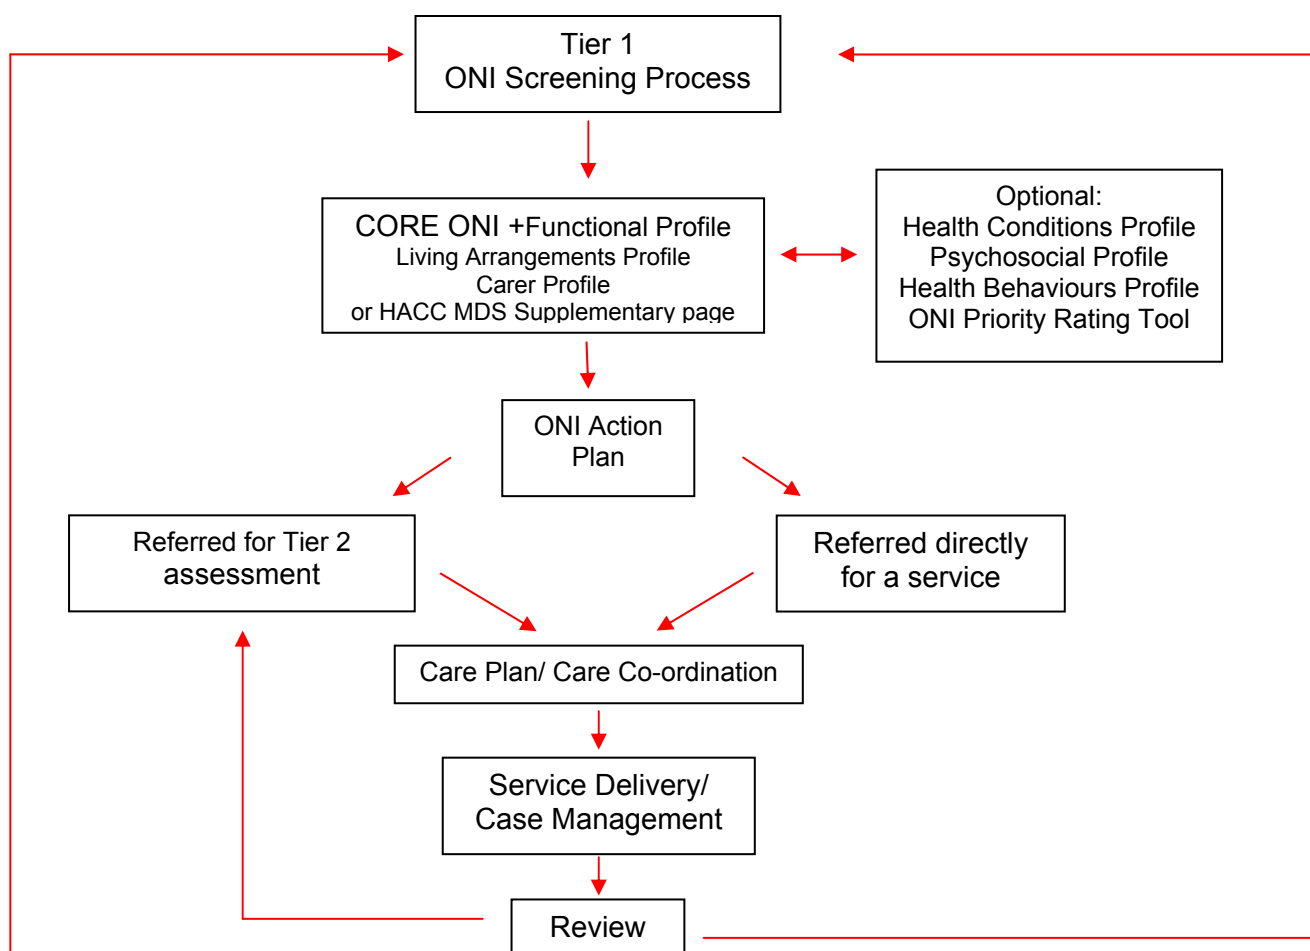 Tier 1
ONI Screening Process
CORE ONI +Functional Profile
Living Arrangements Profile
Carer Profile
or HACC MDS Supplementary page
Optional:
Health Conditions Profile
Psychosocial Profile
Health Behaviours Profile
ONI Priority Rating Tool
ONI Action
Plan
Referred for Tier 2
assessment
Referred directly
for a service
Care Plan/ Care Co-ordination
Service Delivery/
Case Management
Review